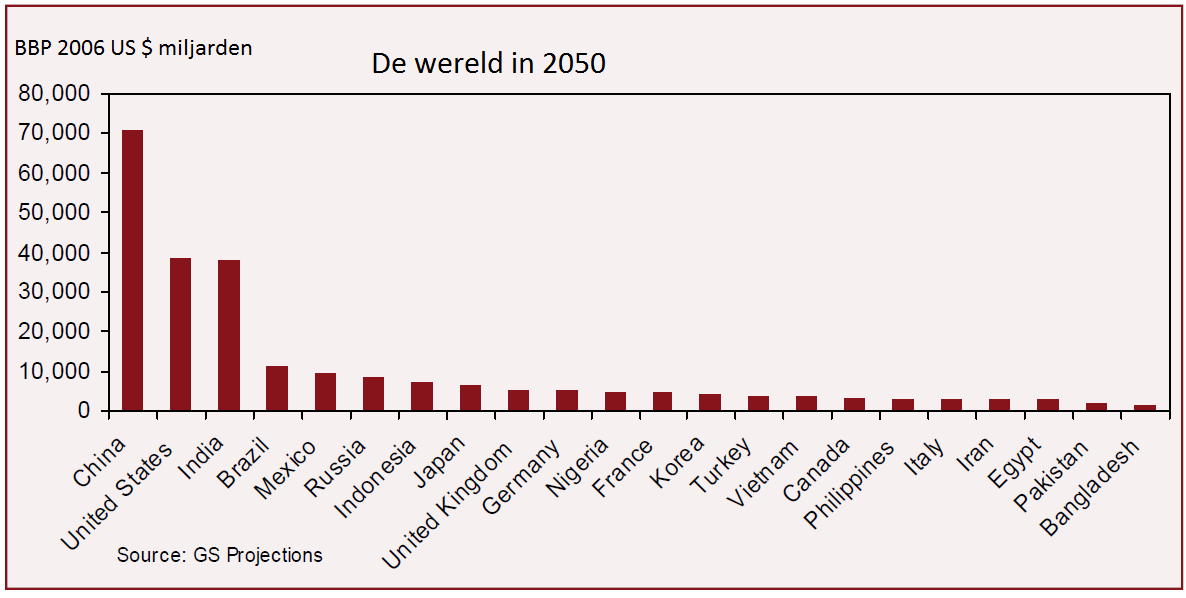 BBP 2006 US $ miljarden
De wereld in 2050
80,000
70,000
60,000
50,000
40,000
30,000
20,000
10,000
0
China
United States
India
Brazil
Mexico
Russia
Indonesia
Japan
United Kingdom
Germany
Nigeria
France
Korea
Turkey
Vietnam
Canada
Philippines
Italy
Iran
Egypt
Pakistan
Bangladesh
Source: GS Projections